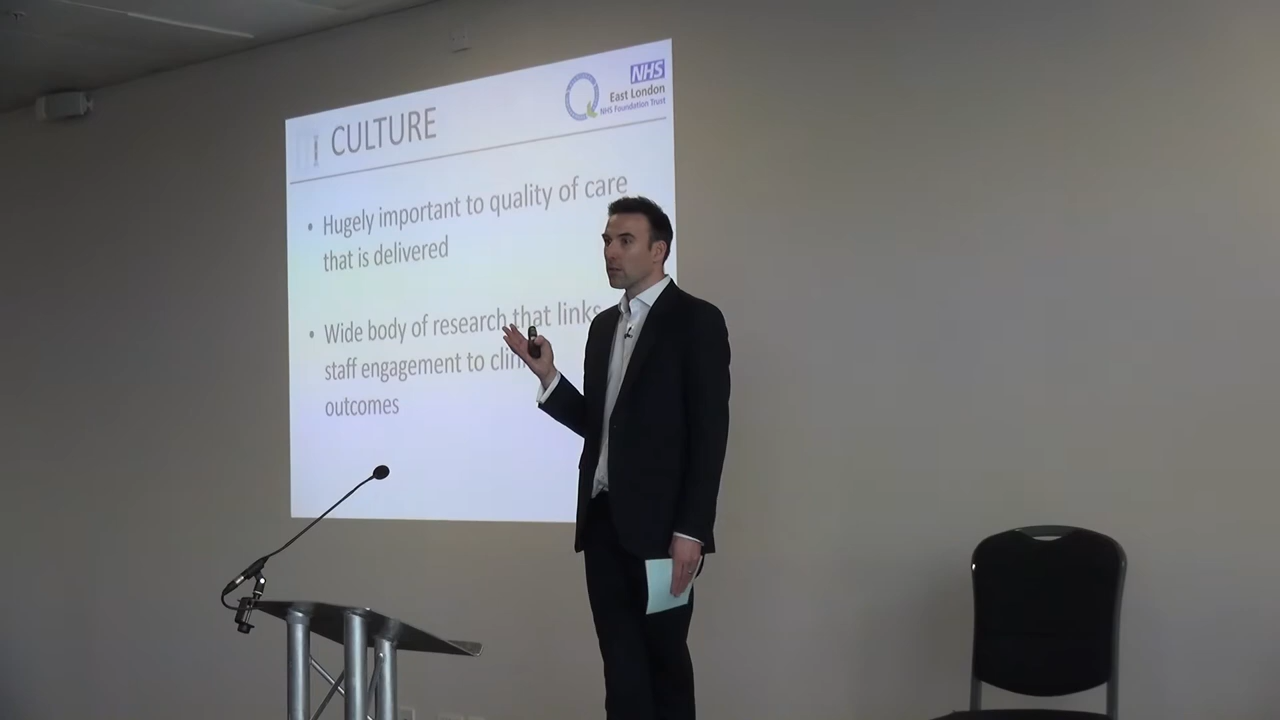 CULTURE
NHS
East London
NHS Foundation Trust
Hugely important to quality of care
that is delivered
Wide body of research that links
staff engagement to
outcomes